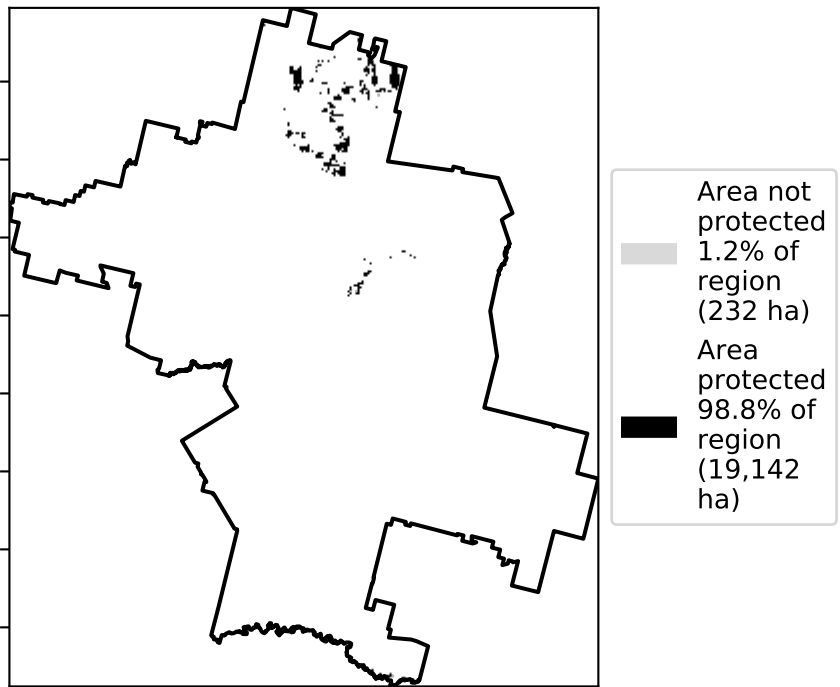 Area not
protected
1.2% of
region
(232 ha)
Area
protected
98.8% of
region
(19,142
ha)